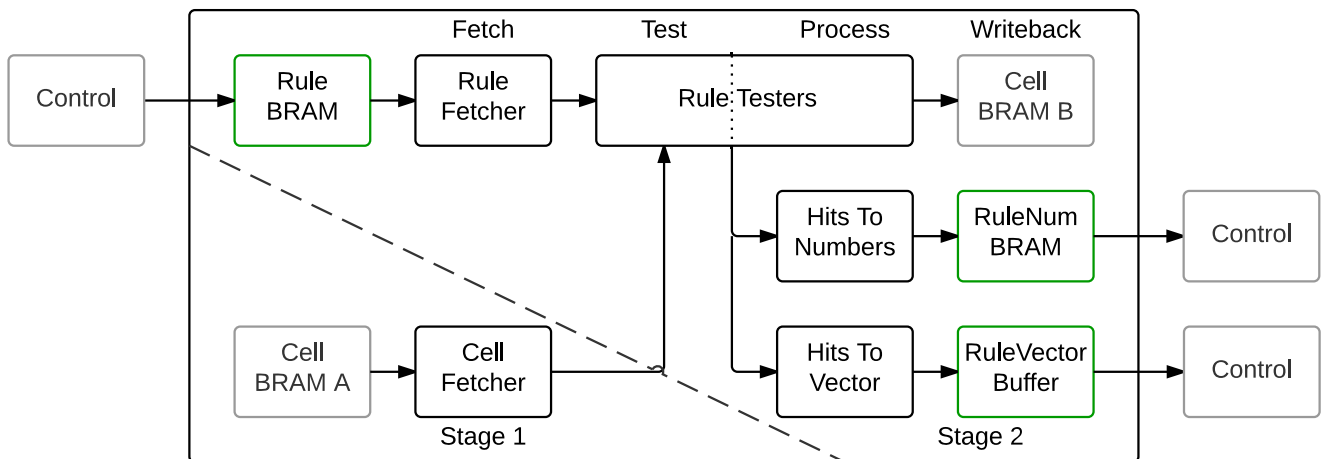 Fetch
Test
Process
Writeback
Control
Rule
BRAM
Rule
Fetcher
Rule Testers
Cell
BRAM B
Hits To
Numbers
RuleNum
BRAM
Control
Cell
BRAM A
Cell
Fetcher
Hits To
Vector
RuleVector
Buffer
Control
Stage 1
Stage 2